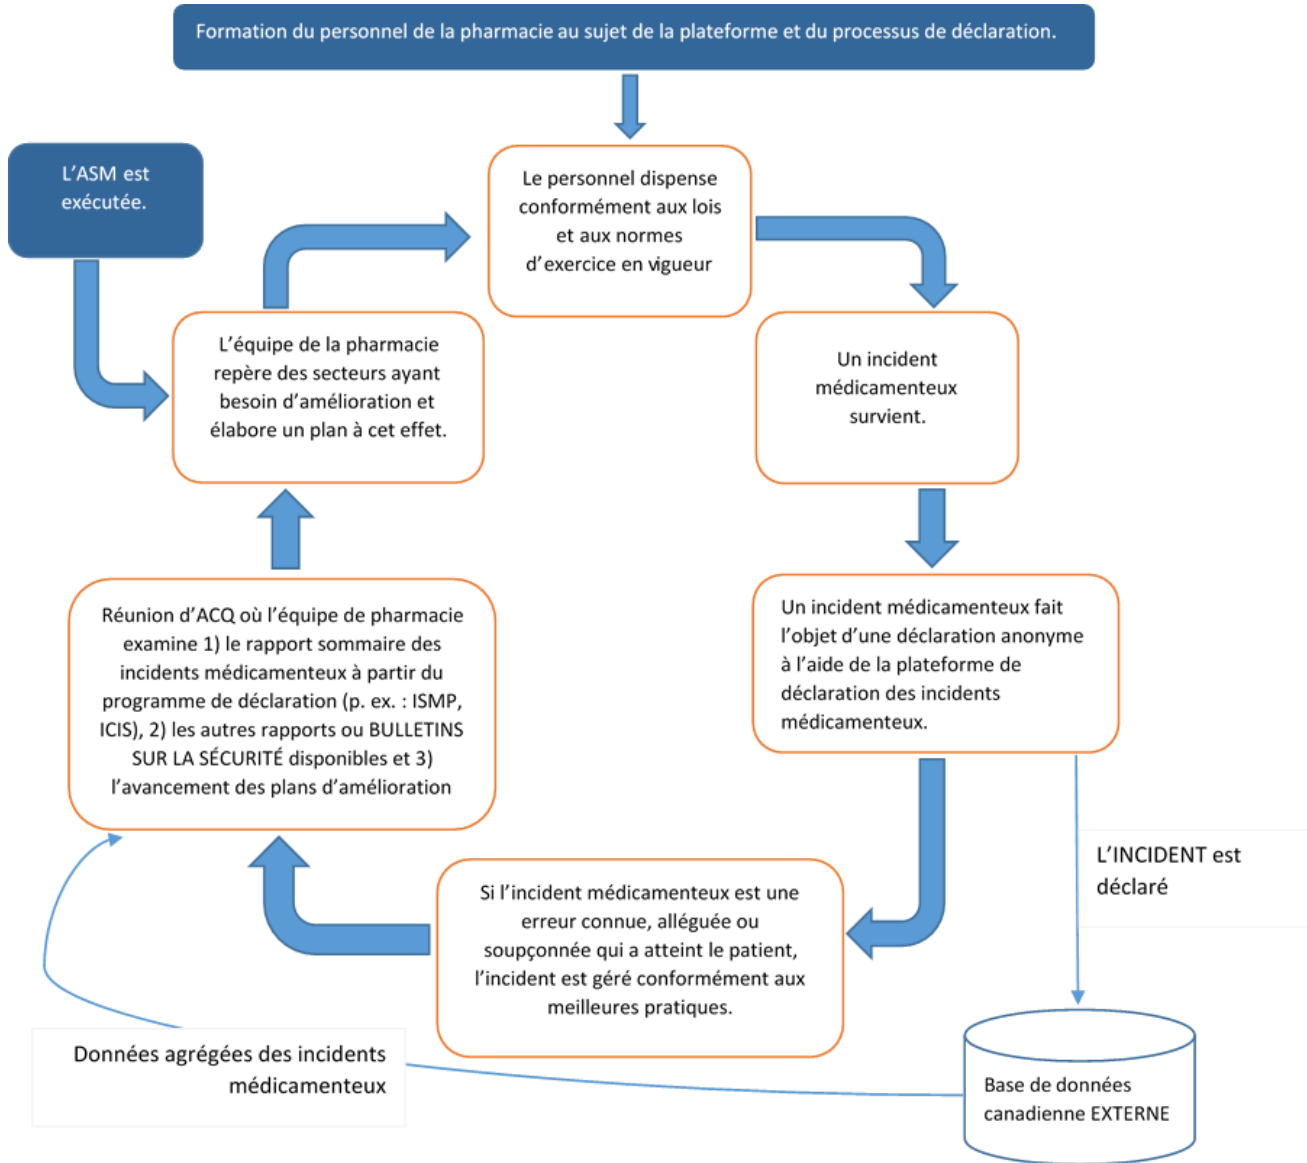 Formation du personnel de la pharmacie au sujet de la plateforme et du processus de déclaration.
L’ASM est
exécutée.
Le personnel dispense
conformément aux lois
et aux normes
d’exercice en vigueur
L’équipe de la pharmacie
repère des secteurs ayant
besoin d’amélioration et
élabore un plan à cet effet.
Un incident
médicamenteux
survient.
Un incident médicamenteux fait
l’objet d’une déclaration anonyme
à l’aide de la plateforme de
déclaration des incidents
médicamenteux.
Réunion d’ACQ où l’équipe de pharmacie
examine 1) le rapport sommaire des
incidents médicamenteux à partir du
programme de déclaration (p. ex. : ISMP,
ICIS), 2) les autres rapports ou BULLETINS
SUR LA SÉCURITÉ disponibles et 3)
l’avancement des plans d’amélioration
L’INCIDENT est
déclaré
Si l’incident médicamenteux est une
erreur connue, alléguée ou
soupçonnée qui a atteint le patient,
l’incident est géré conformément aux
meilleures pratiques.
Données agrégées des incidents
médicamenteux
Base de données
canadienne EXTERNE